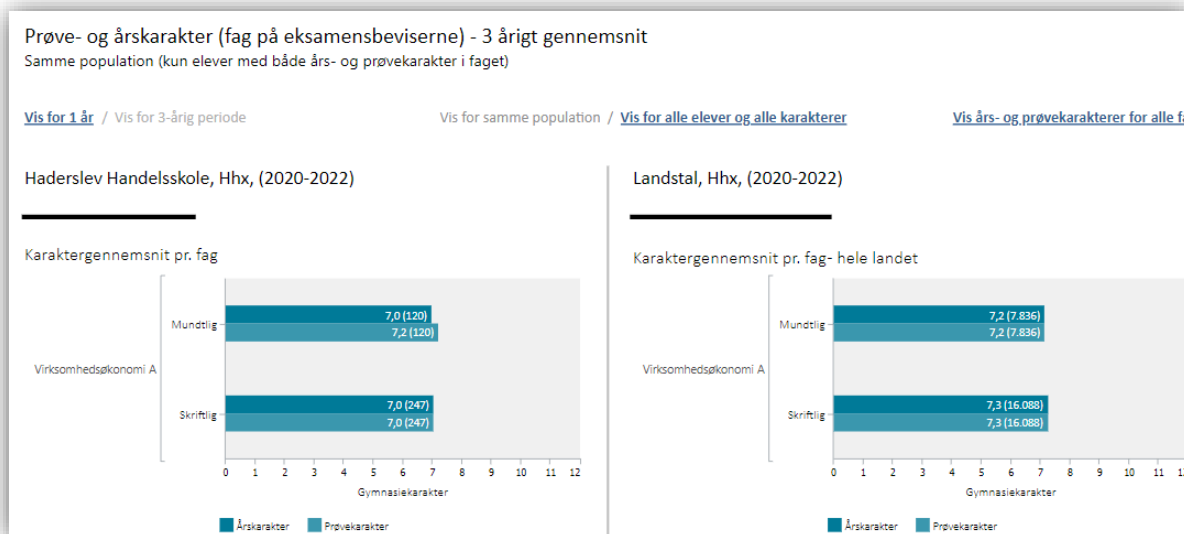 Prøve- og årskarakter (fag på eksamensbeviserne) - 3 årigt gennemsnit
Samme population (kun elever med både års- og prøvekarakter i faget)
Vis for 1 år / Vis for 3-årig periode
Vis for samme population / Vis for alle elever og alle karakterer
Vis års- og prøvekarakterer for alle
Haderslev Handelsskole, Hhx, (2020-2022)
Karaktergennemsnit pr. fag
Virksomhedsøkonomi A
Mundtlig
7,0 (120)
7,2 (120)
Skriftlig
7,0 (247)
7,0 (247)
0 1 2 3 4 5 6 7 8 9 10 11 12
Gymnasiekarakter
Årskarakter Prøvekarakter
Landstal, Hhx, (2020-2022)
Karaktergennemsnit pr. fag- hele landet
Virksomhedsøkonomi A
Mundtlig
7,2 (7.836)
7,2 (7.836)
Skriftlig
7,3 (16.088)
7,3 (16.088)
0 1 2 3 4 5 6 7 8 9 10 11
Gymnasiekarakter
Årskarakter Prøvekarakter